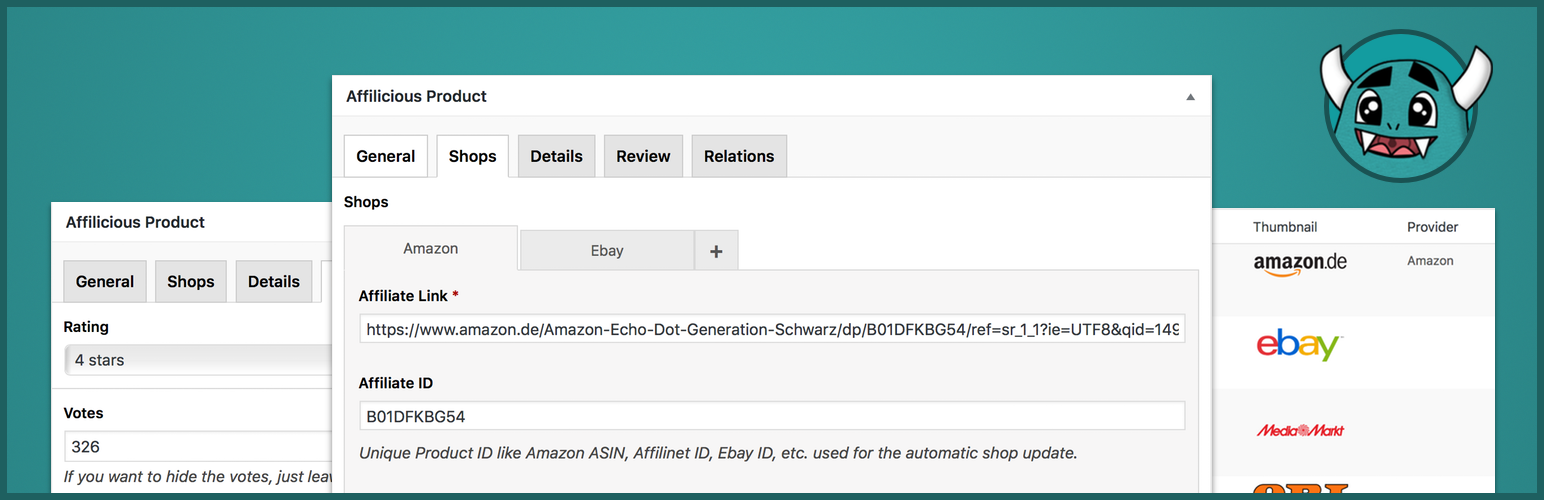 Affilicious Product
General
Shops
Details
Rating
4 stars
Votes
326
If you want to hide the votes, just
Affilicious Product
General
Shops
Details
Review
Relations
Shops
Amazon
Ebay
+
Affiliate Link *
https://www.amazon.de/Amazon-Echo-Dot-Generation-Schwarz/dp/B01DFKBG54/ref=sr_1_1?ie=UTF8&qid=149
Affiliate ID
B01DFKBG54
Unique Product ID like Amazon ASIN, Affilinet ID, Ebay ID, etc. used for the automatic shop update.
Thumbnail
Provider
amazon.de
Amazon
ebay
Media Markt
OBI